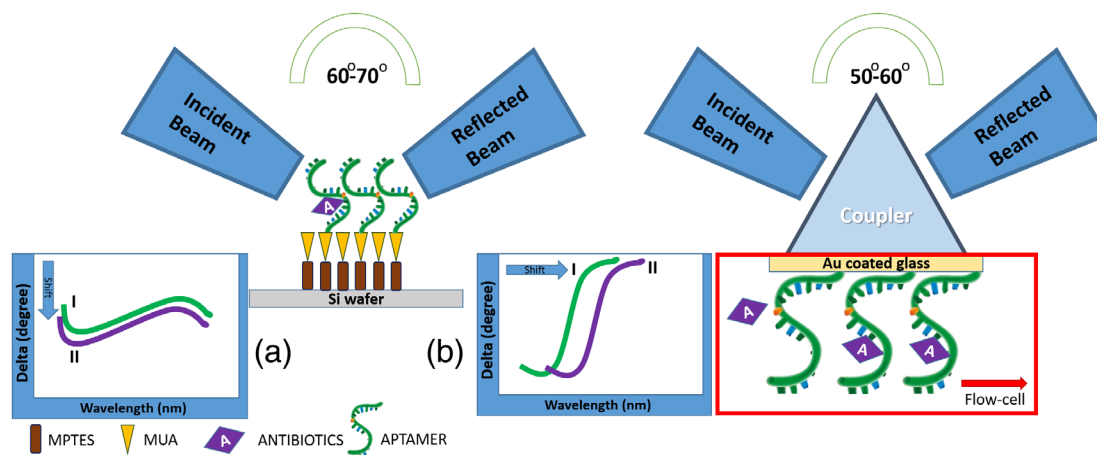 60°-70°
Incident
Beam
Reflected
Beam
A
Si wafer
Shift
I
II
Delta (degree)
Wavelength (nm)
(a)
50°-60°
Incident
Beam
Reflected
Beam
Coupler
Au coated glass
Shift
I
II
Delta (degree)
Wavelength (nm)
(b)
A
A
A
Flow-cell
MPTES
MUA
A
ANTIBIOTICS
APTAMER